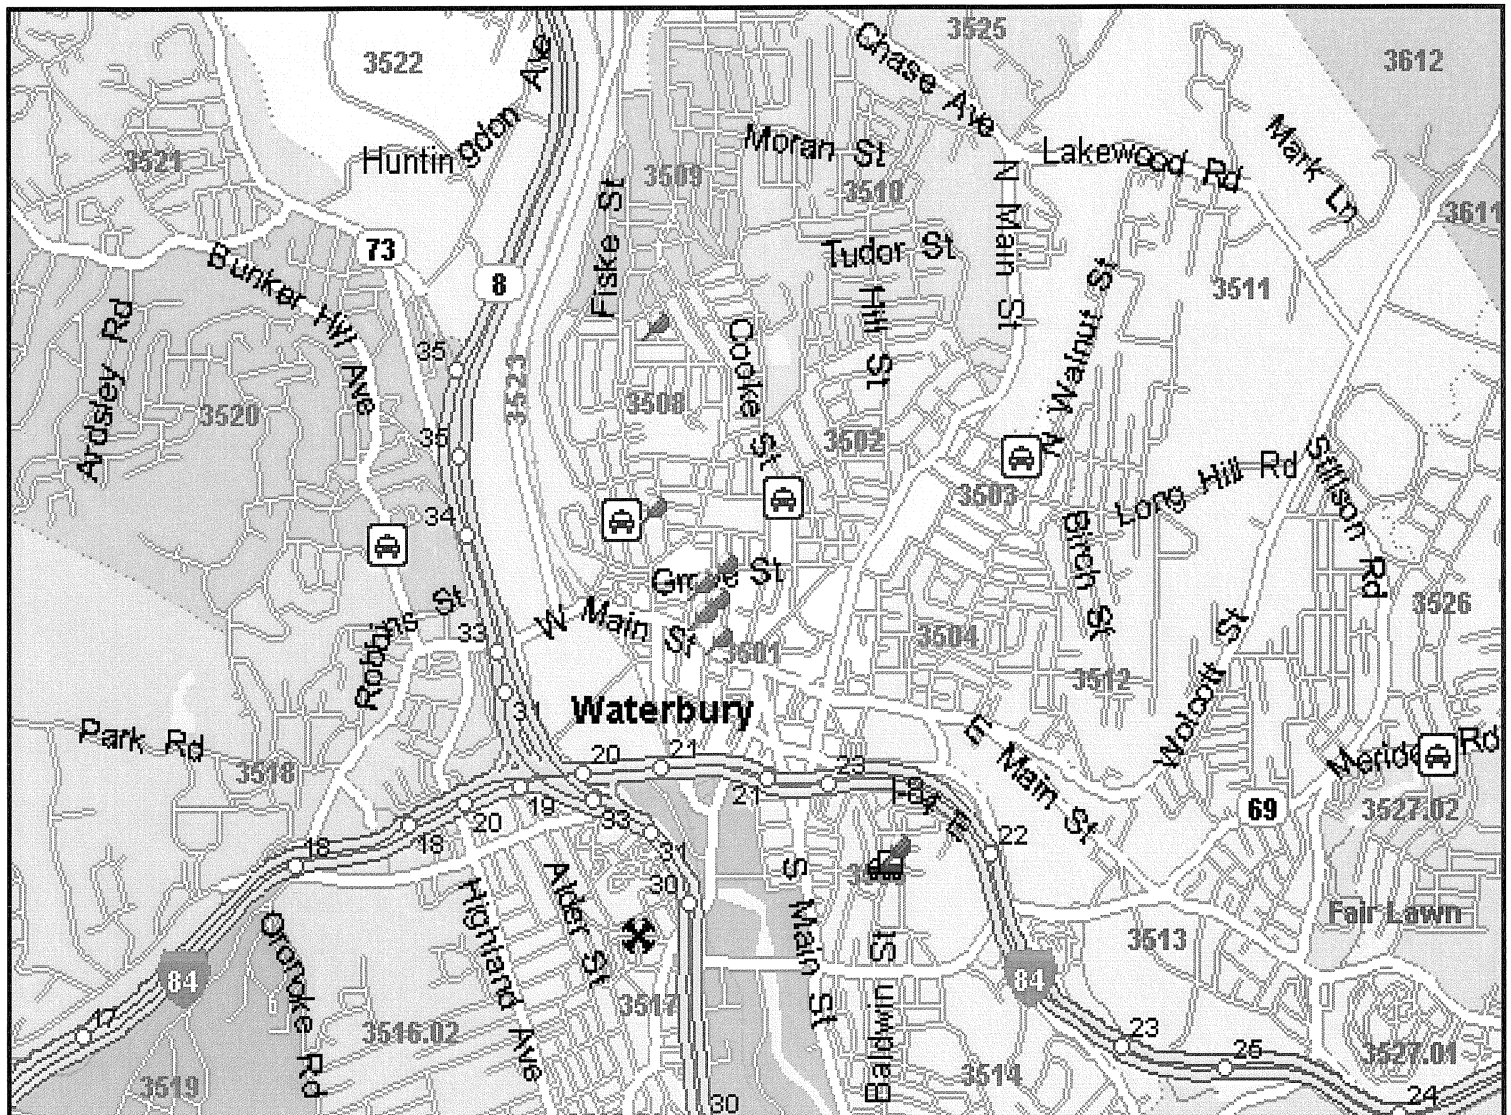 3525
3522
3612
Chase Ave
Huntingdon Ave
Moran St
Lakewood Rd
Mark Ln
3521
3509
3510
3611
Fiske St
N Main St
73
Bunker Hill Ave
8
Tudor St
Hill St
N Walnut St
3511
Ardsley Rd
35
3523
Cooke St
3508
3520
35
3502
Stillson Rd
Long Hill Rd
3503
34
Birch St
Grove St
Robbins St
W Main St
33
3501
3504
3526
3512
Wolcott St
31
Waterbury
Park Rd
E Main St
Meriden Rd
3518
20
21
21
23
I-84 E
69
3527.02
19
20
33
18
18
31
22
30
S Main St
Alder St
Highland Ave
Oronoke Rd
Fair Lawn
3513
Baldwin St
84
84
17
3517
3516.02
23
25
3527.01
3519
3514
24
30